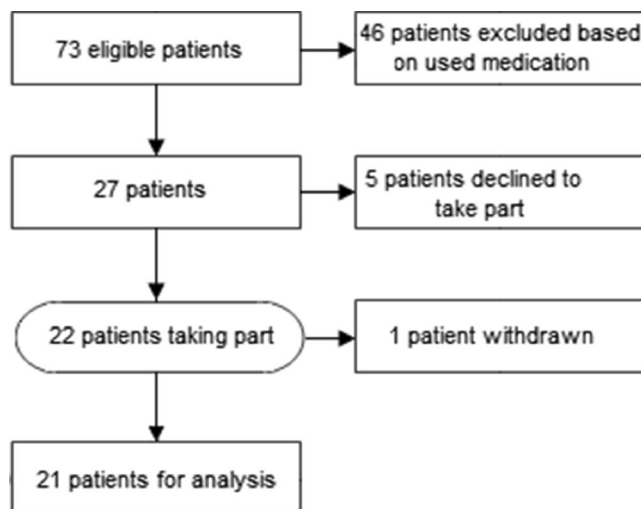 73 eligible patients
46 patients excluded based
on used medication
27 patients
5 patients declined to
take part
22 patients taking part
1 patient withdrawn
21 patients for analysis